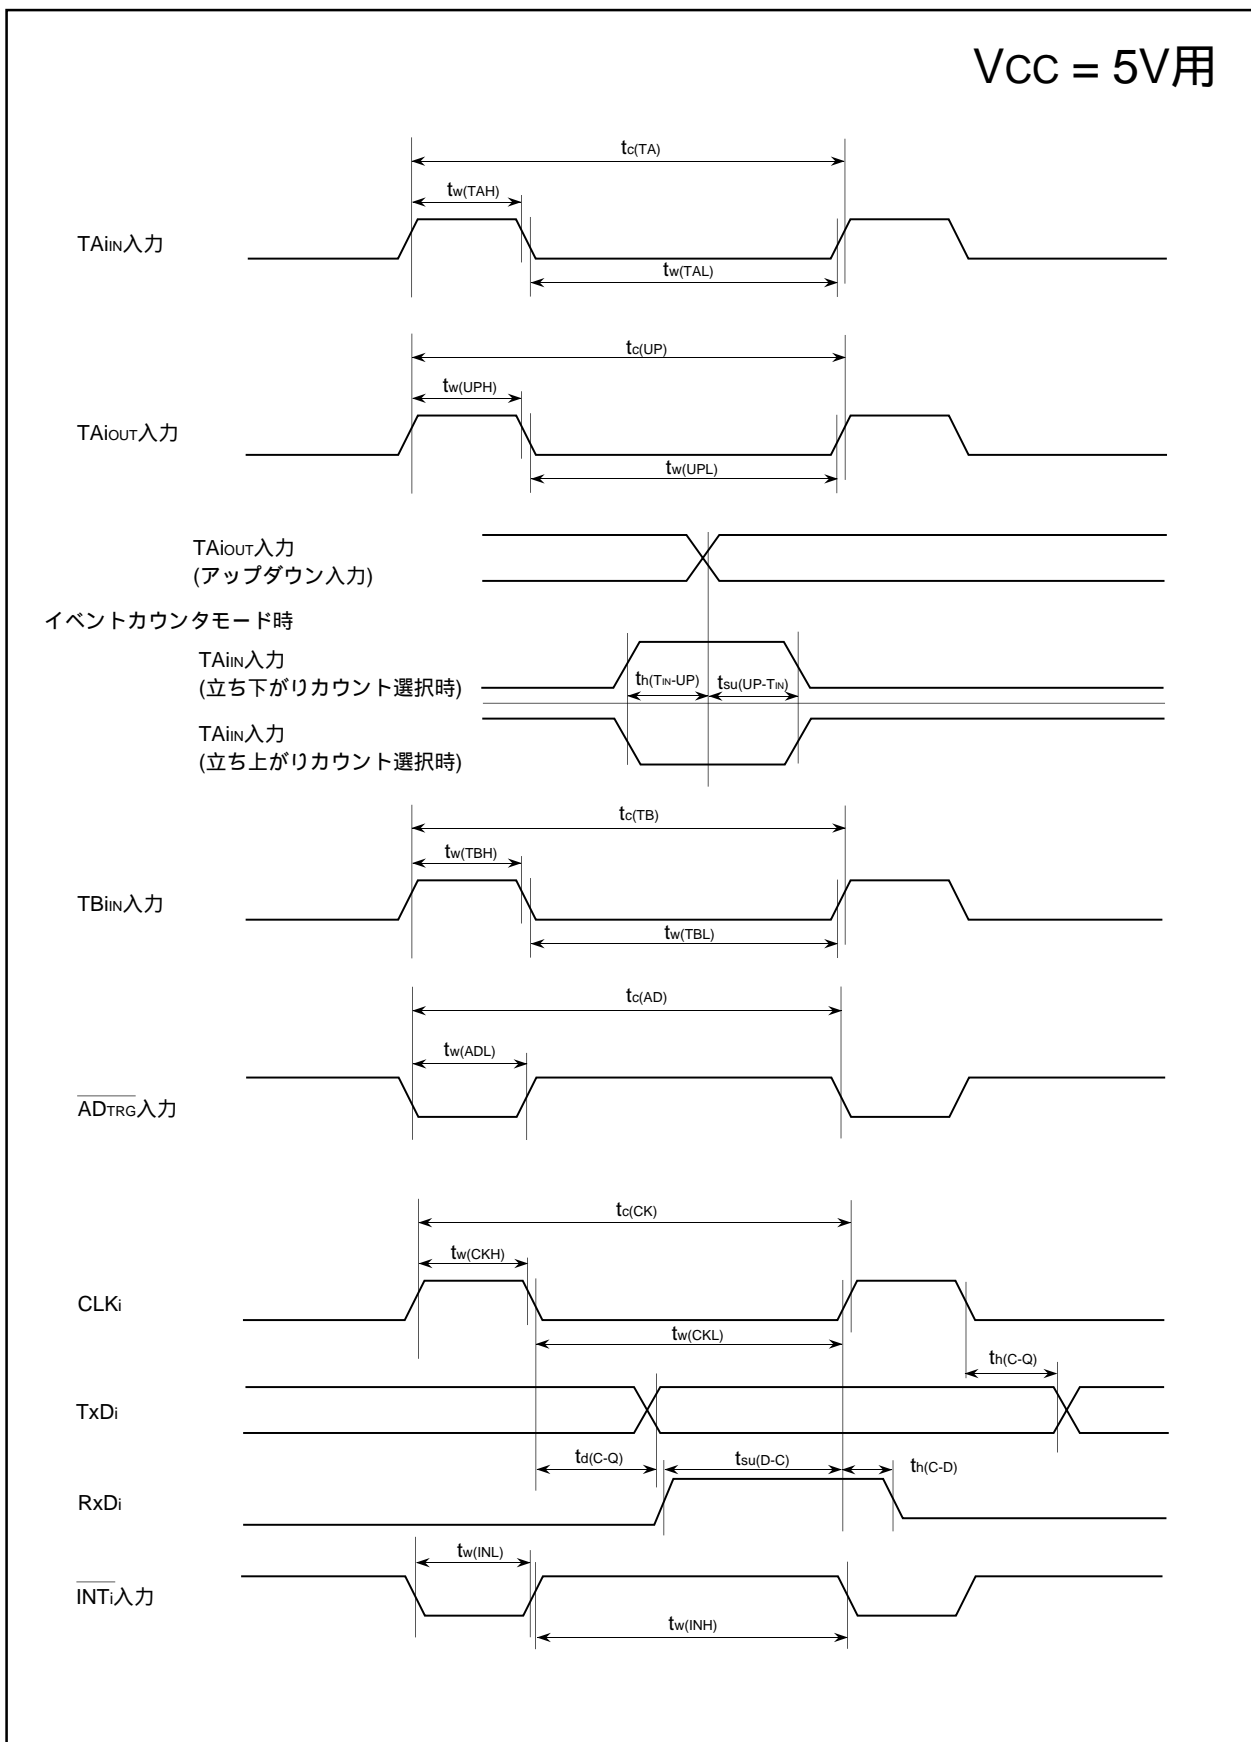 VCC = 5V用
tc(TA)
tw(TAH)
TAiIN入力
tw(TAL)
tc(UP)
tw(UPH)
TAiOUT入力
tw(UPL)
TAiOUT入力
(アップダウン入力)
イベントカウンタモード時
TAiIN入力
(立ち下がりカウント選択時)
th(TIN-UP) tsu(UP-TIN)
TAiIN入力
(立ち上がりカウント選択時)
tc(TB)
tw(TBH)
TBiIN入力
tw(TBL)
tc(AD)
tw(ADL)
ADTRG入力
tc(CK)
tw(CKH)
CLKi
tw(CKL)
th(C-Q)
TxDi
td(C-Q) tsu(D-C) th(C-D)
RxDi
tw(INL)
INTi入力
tw(INH)